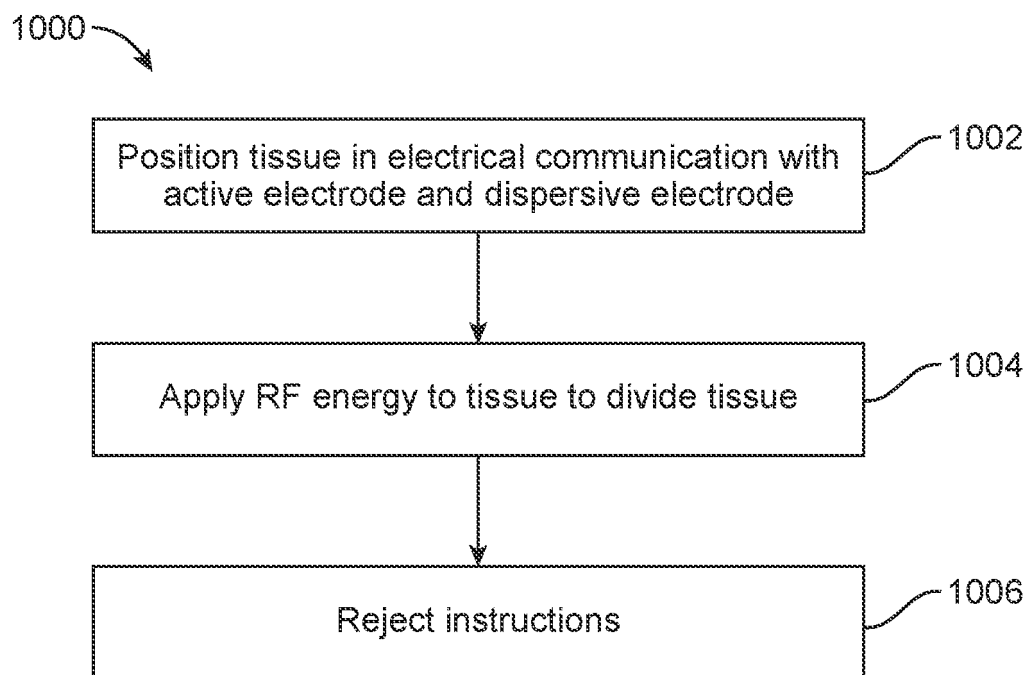 1000
1002
Position tissue in electrical communication with
active electrode and dispersive electrode
1004
Apply RF energy to tissue to divide tissue
1006
Reject instructions